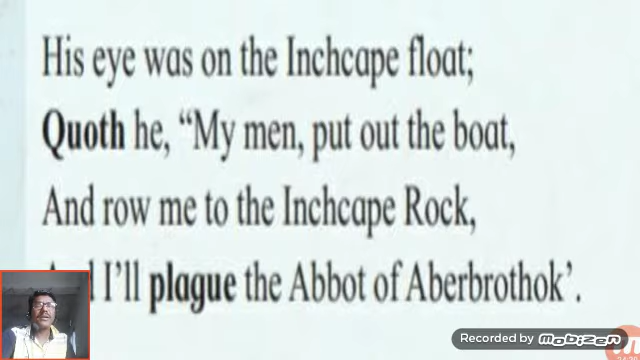 His eye was on the Inchcape float;
Quoth he, “My men, put out the boat,
And row me to the Inchcape Rock,
I’ll plague the Abbot of Aberbrothok’.
Recorded by Mobizen